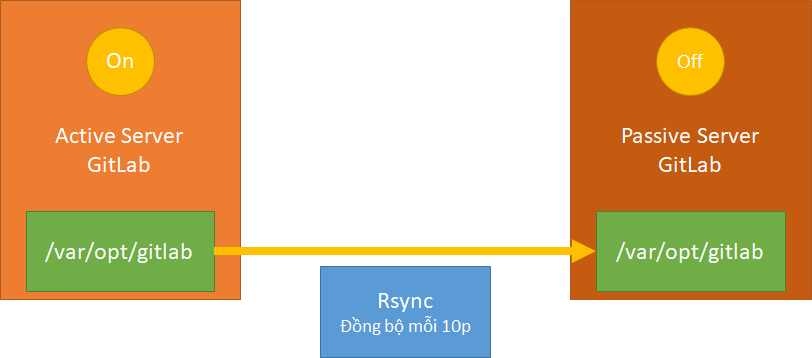 On
Active Server
GitLab
/var/opt/gitlab
Off
Passive Server
GitLab
/var/opt/gitlab
Rsync
Đồng bộ mỗi 10p